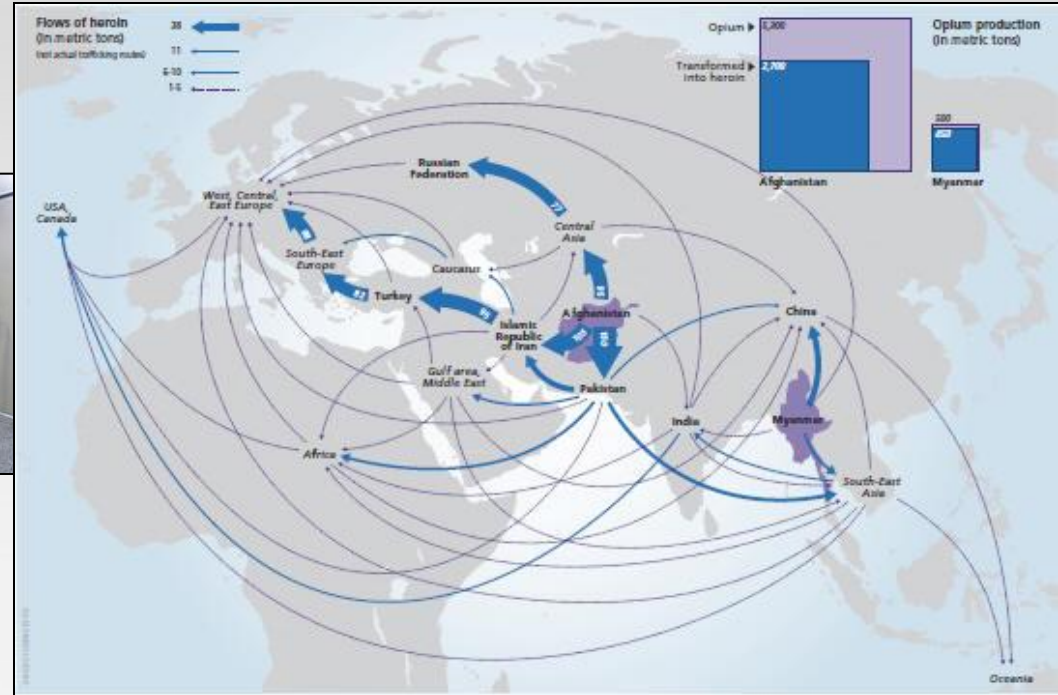 Flows of heroin
(in metric tons)
(not actual trafficking routes)
38
11
6-10
1-5
Opium
Transformed
into heroin
2,700
Afghanistan
Opium production
(in metric tons)
Myanmar
USA,
Canada
West, Central,
East Europe
Russian
Federation
Central
Asia
South-East
Europe
Caucasus
Turkey
Islamic
Republic
of Iran
Afghanistan
China
Gulf area,
Middle East
Pakistan
India
Myanmar
Africa
South-East
Asia
Oceania